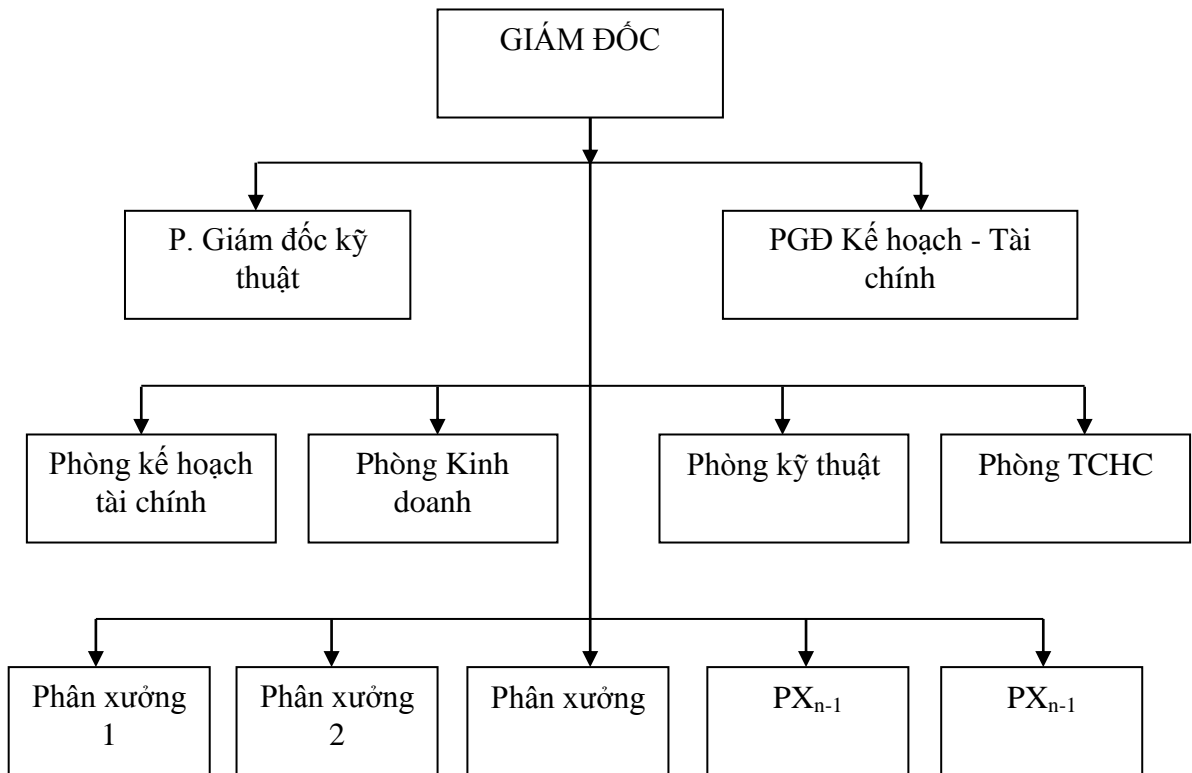 GIÁM ĐỐC
P. Giám đốc kỹ
thuật
PGĐ Kế hoạch - Tài
chính
Phòng kế hoạch
tài chính
Phòng Kinh
doanh
Phòng kỹ thuật
Phòng TCHC
Phân xưởng
1
Phân xưởng
2
Phân xưởng
PXn-1
PXn-1